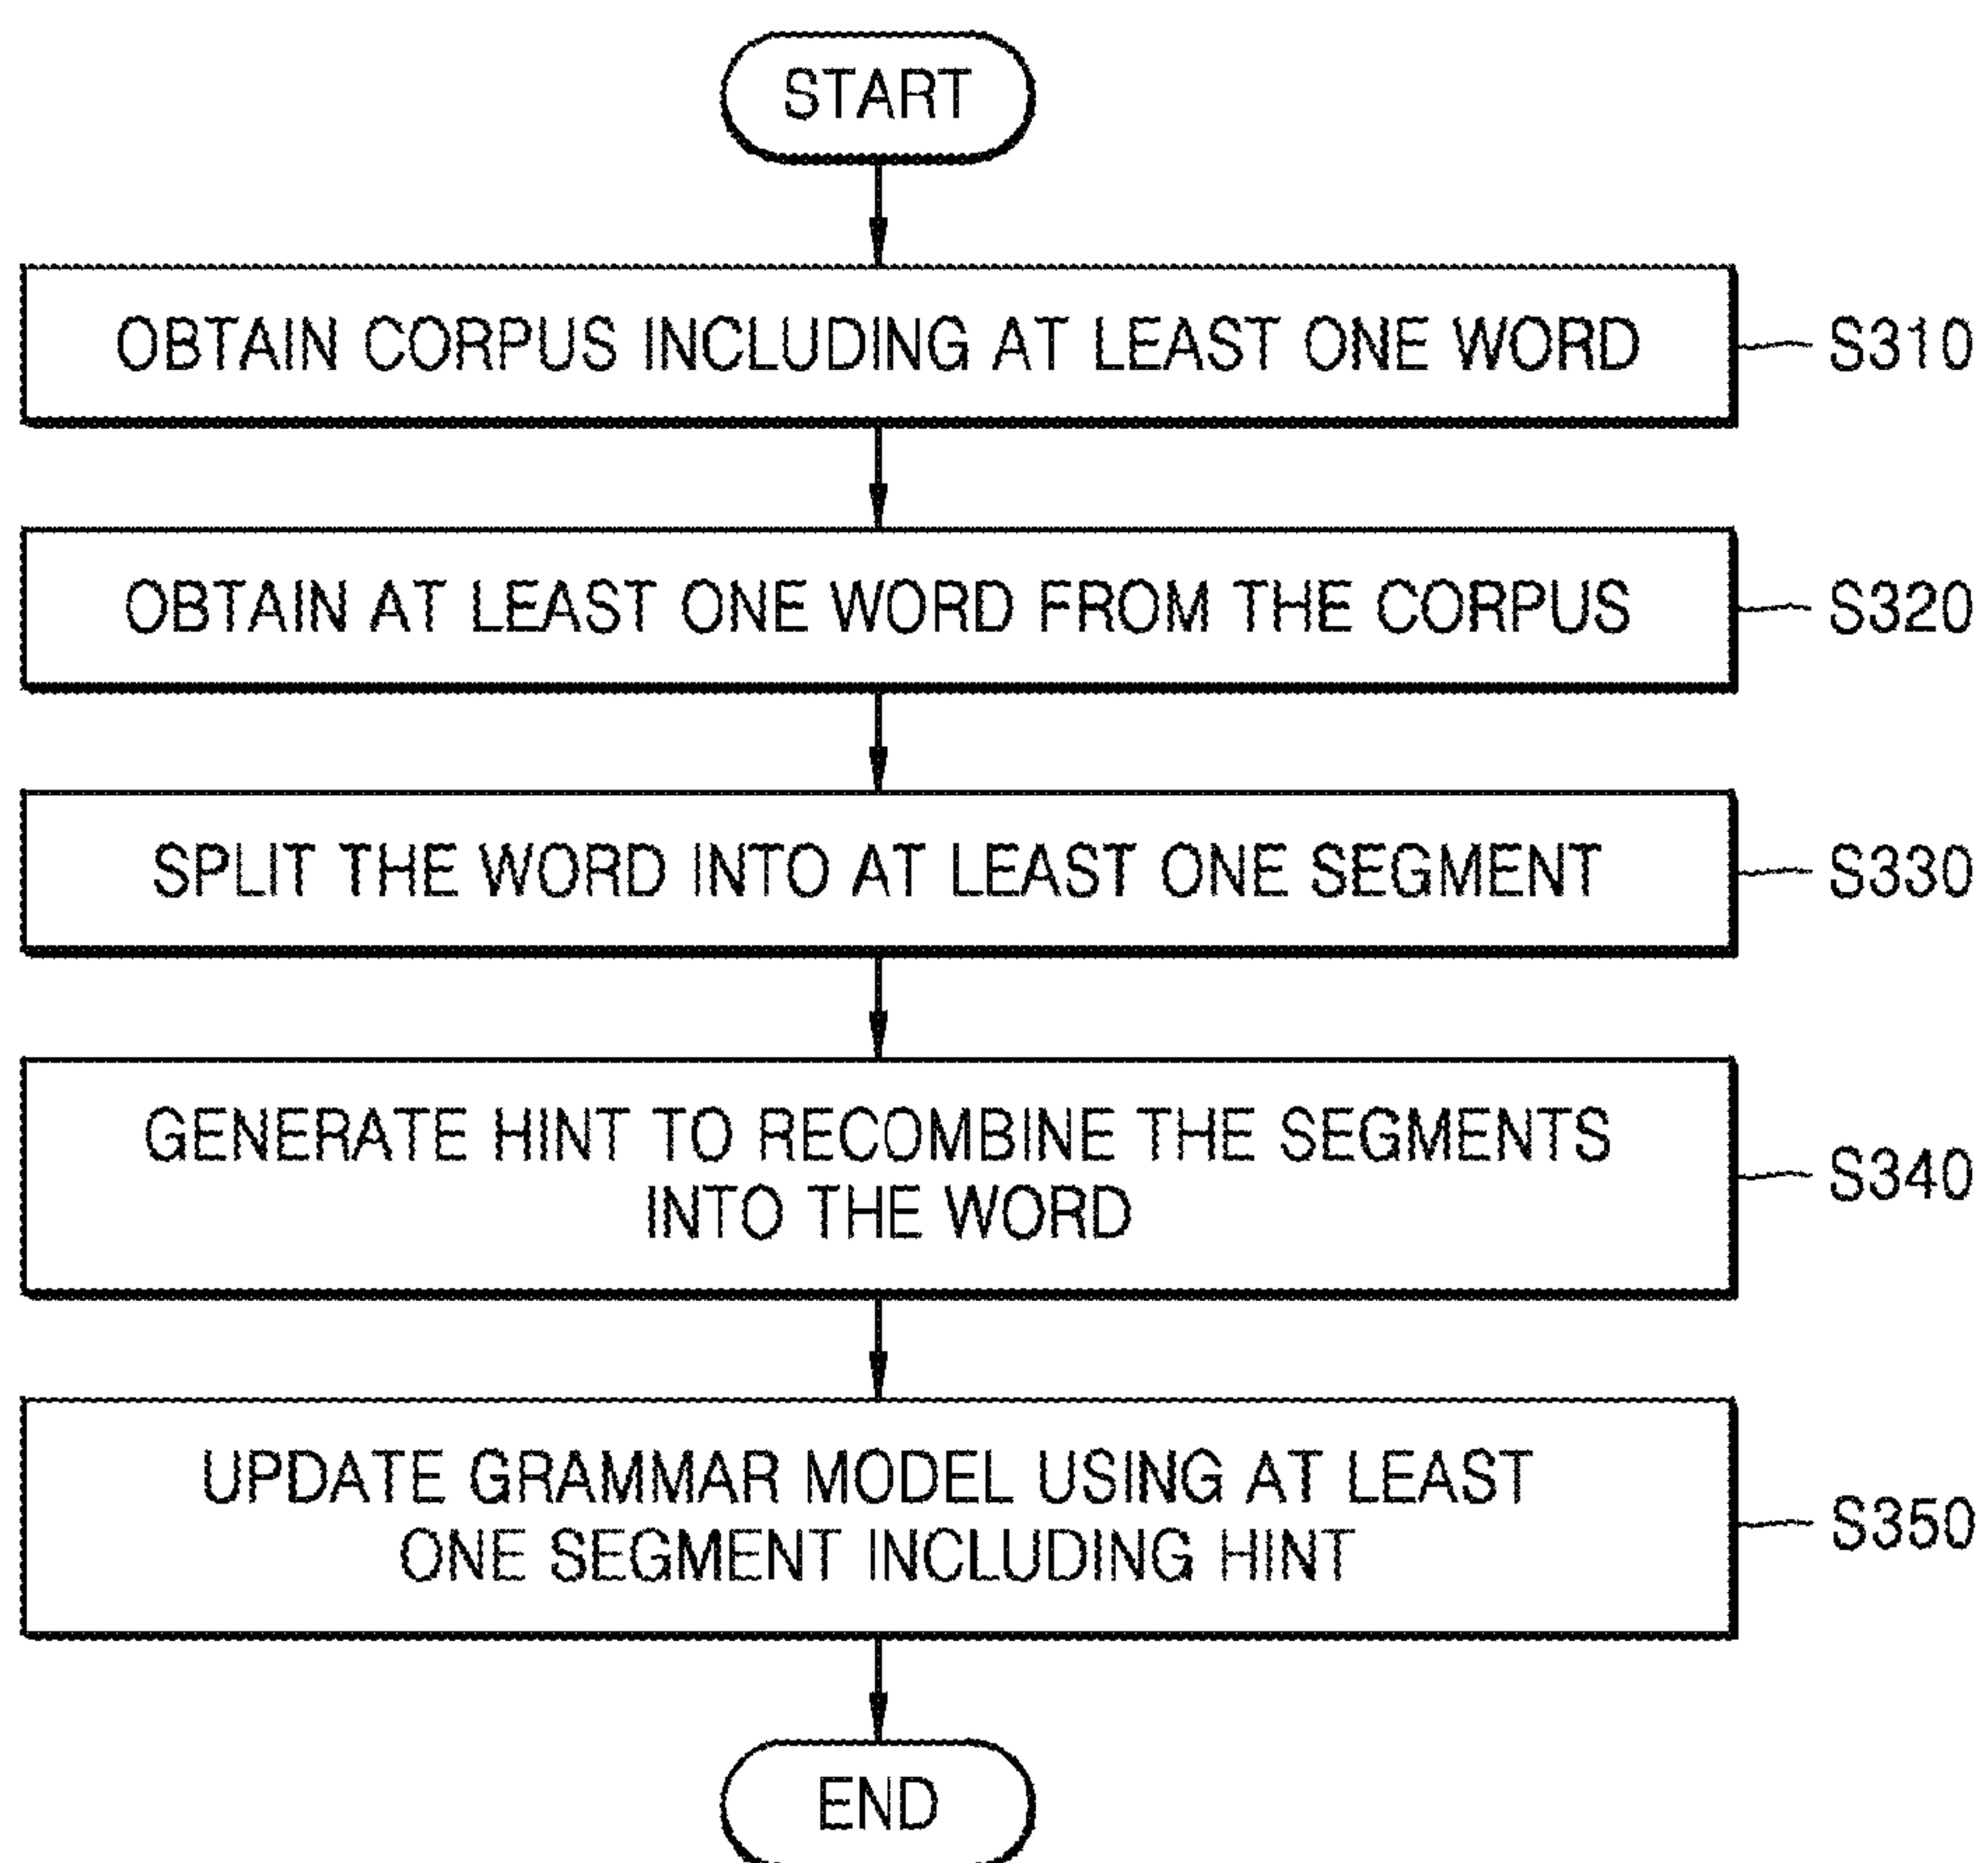 START
OBTAIN CORPUS INCLUDING AT LEAST ONE WORD
S310
OBTAIN AT LEAST ONE WORD FROM THE CORPUS
S320
SPLIT THE WORD INTO AT LEAST ONE SEGMENT
S330
GENERATE HINT TO RECOMBINE THE SEGMENTS
INTO THE WORD
S340
UPDATE GRAMMAR MODEL USING AT LEAST
ONE SEGMENT INCLUDING HINT
S350
END